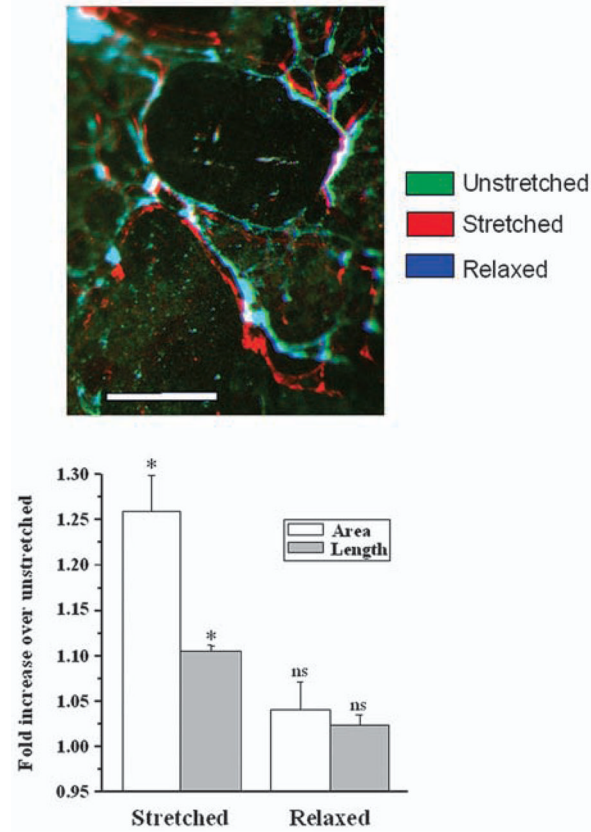 Unstretched
Stretched
Relaxed
Fold increase over unstretched
1.30
1.25
1.20
1.15
1.10
1.05
1.00
0.95
*
*
ns
ns
Area
Length
Stretched Relaxed